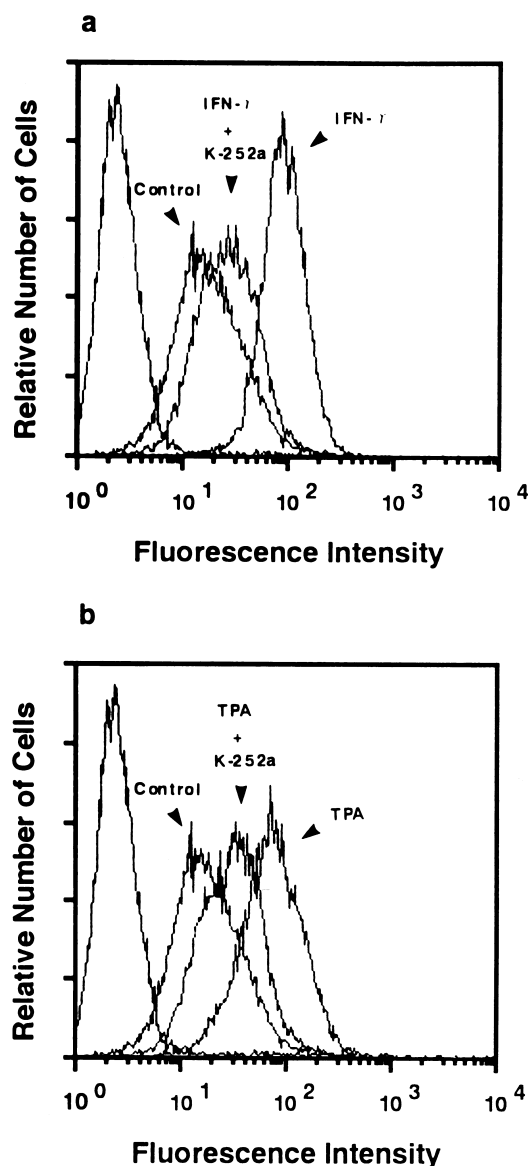 a
Relative Number of Cells
IFN-γ
+
K-252a
IFN-γ
Control
10^0 10^1 10^2 10^3 10^4
Fluorescence Intensity
b
Relative Number of Cells
TPA
+
K-252a
Control
TPA
10^0 10^1 10^2 10^3 10^4
Fluorescence Intensity